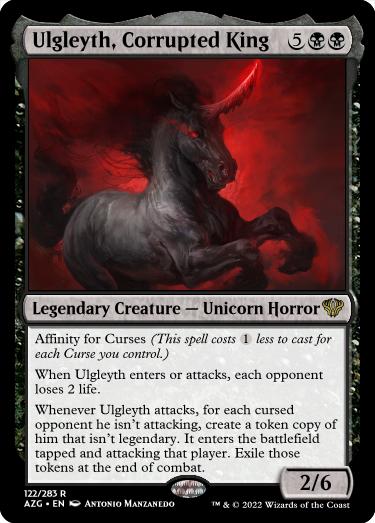 Ulgleyth, Corrupted King 5
Legendary Creature — Unicorn Horror
Affinity for Curses (This spell costs 1 less to cast for
each Curse you control.)
When Ulgleyth enters or attacks, each opponent
loses 2 life.
Whenever Ulgleyth attacks, for each cursed
opponent he isn't attacking, create a token copy of
him that isn't legendary. It enters the battlefield
tapped and attacking that player. Exile those
tokens at the end of combat.
2/6
122/283 R
AZG • EN Antonio Manzanedo ™ & © 2022 Wizards of the Coast